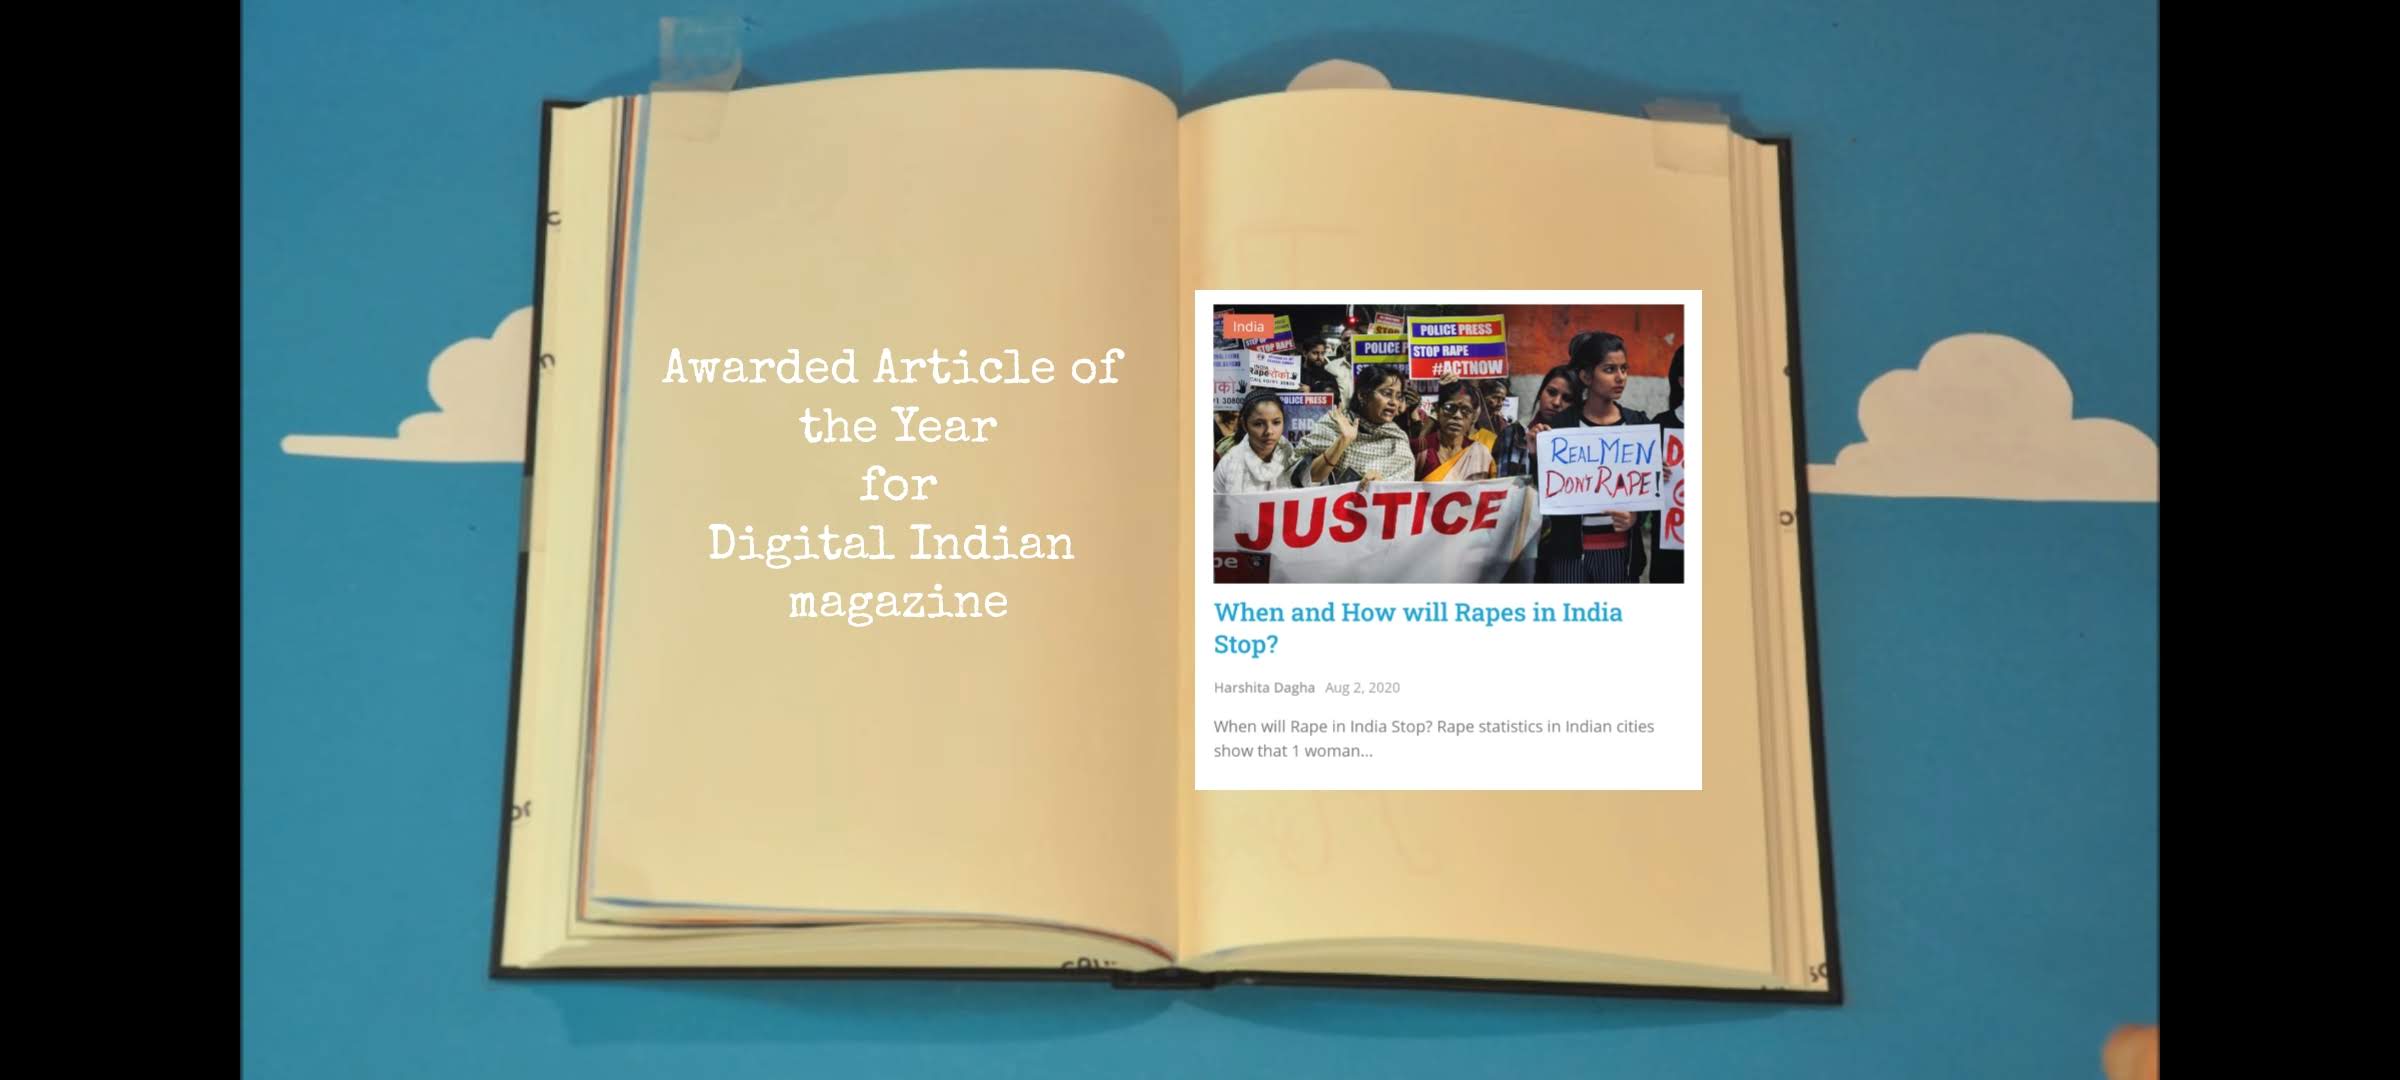 Awarded Article of
the Year
for
Digital Indian
magazine
India
POLICE PRESS
STOP RAPE
#ACTNOW
REAL MEN
DON'T RAPE!
JUSTICE
When and How will Rapes in India
Stop?
Harshita Dagha Aug 2, 2020
When will Rape in India Stop? Rape statistics in Indian cities
show that 1 woman...